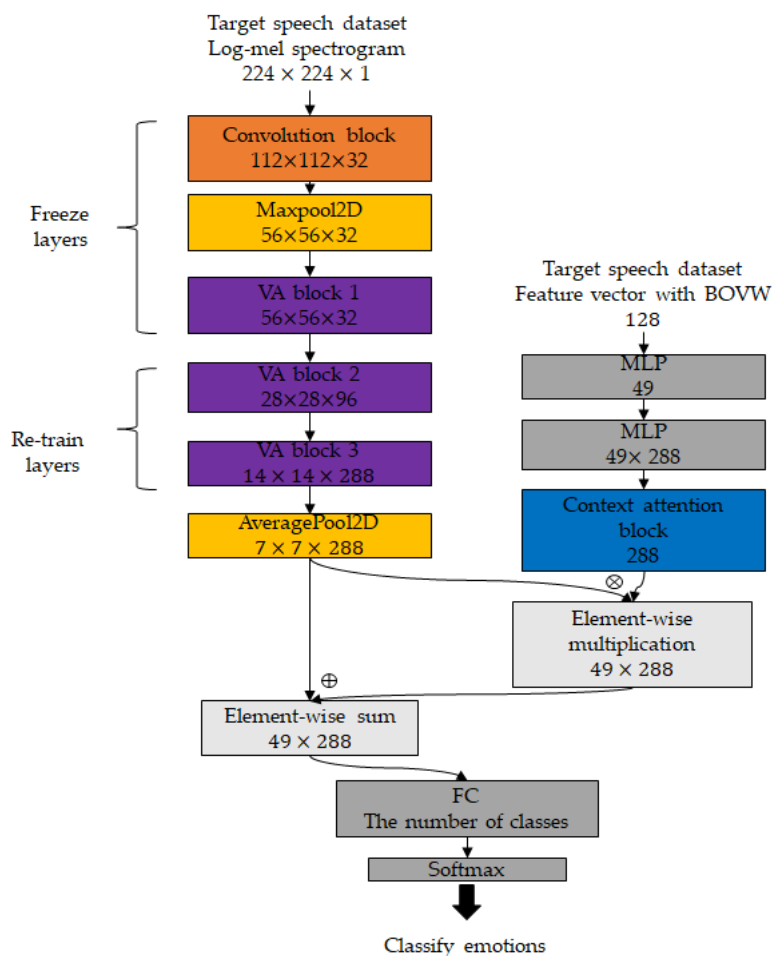 Target speech dataset
Log-mel spectrogram
224 × 224 × 1
Convolution block
112×112×32
Maxpool2D
56×56×32
Freeze
layers
VA block 1
56×56×32
VA block 2
28×28×96
Re-train
layers
VA block 3
14 × 14 × 288
AveragePool2D
7 × 7 × 288
Target speech dataset
Feature vector with BOVW
128
MLP
49
MLP
49× 288
Context attention
block
288
⊗
Element-wise
multiplication
49 × 288
⊕
Element-wise sum
49 × 288
FC
The number of classes
Softmax
Classify emotions